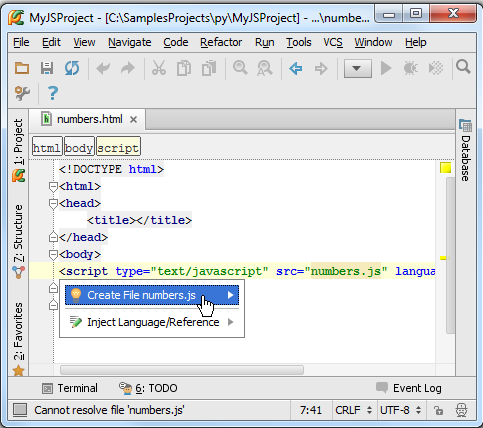 MyJSProject - [C:\SamplesProjects\py\MyJSProject] - ...\numbe...
File Edit View Navigate Code Refactor Run Tools VCS Window Help
numbers.html
html body script
1: Project
Z: Structure
2: Favorites
Database
<!DOCTYPE html>
<html>
<head>
<title></title>
</head>
<body>
<script type="text/javascript" src="numbers.js" langua
Create File numbers.js
Inject Language/Reference
Terminal 6: TODO Event Log
Cannot resolve file 'numbers.js' 7:41 CRLF UTF-8